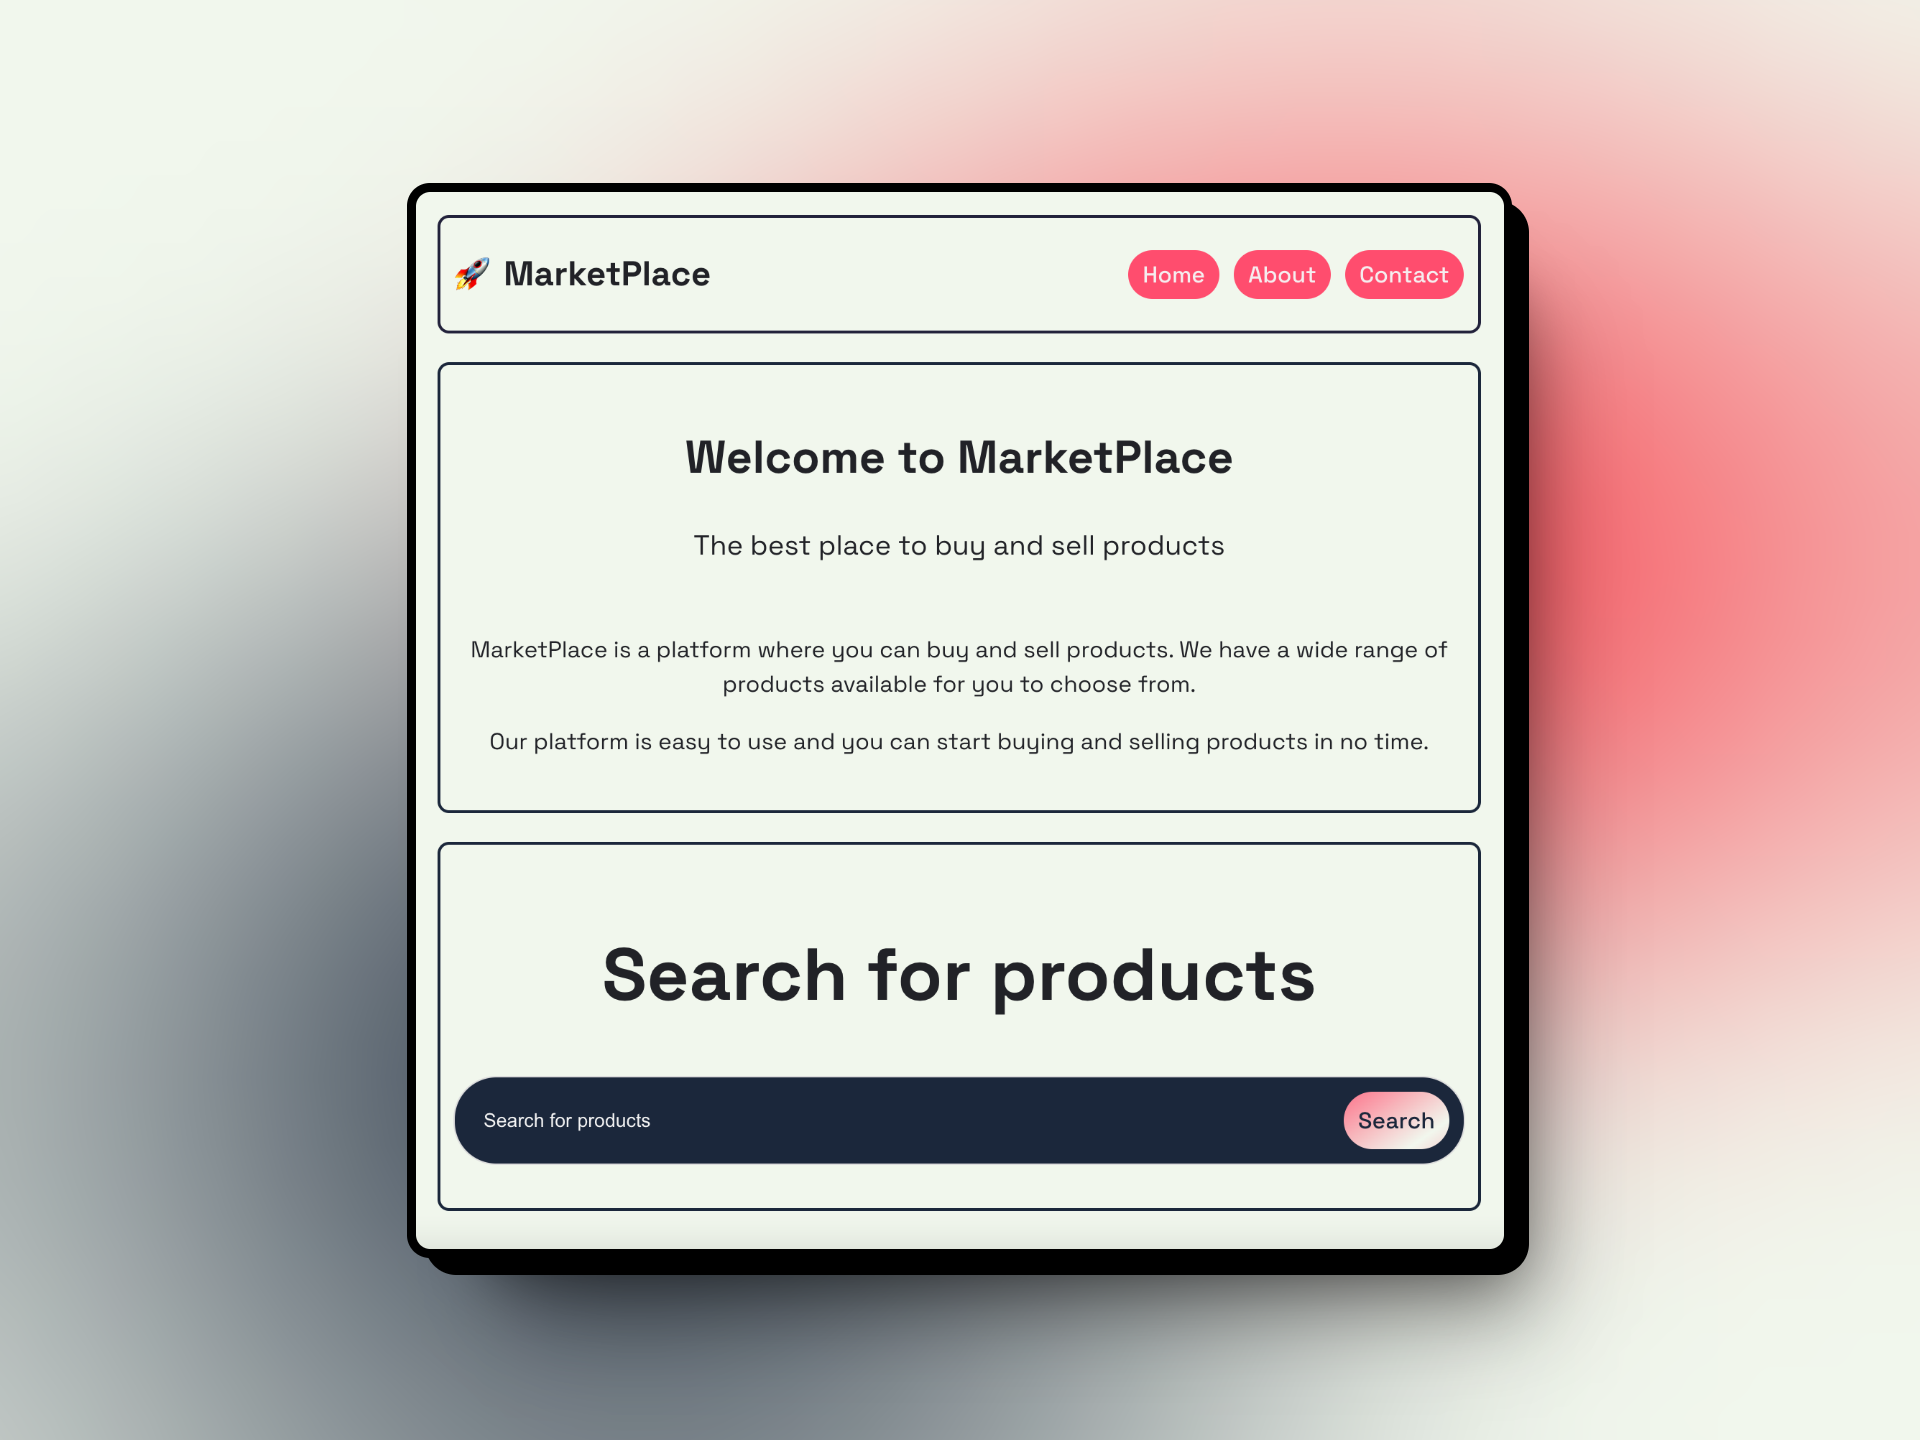 🚀 MarketPlace
Home About Contact
Welcome to MarketPlace
The best place to buy and sell products
MarketPlace is a platform where you can buy and sell products. We have a wide range of
products available for you to choose from.
Our platform is easy to use and you can start buying and selling products in no time.
Search for products
Search for products Search